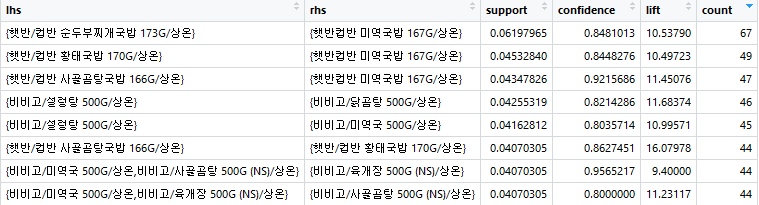 lhs rhs support confidence lift count
{햇반/컵반 순두부찌개국밥 173G/상온} {햇반컵반 미역국밥 167G/상온} 0.06197965 0.8481013 10.53790 67
{햇반/컵반 황태국밥 170G/상온} {햇반컵반 미역국밥 167G/상온} 0.04532840 0.8448276 10.49723 49
{햇반/컵반 사골곰탕국밥 166G/상온} {햇반컵반 미역국밥 167G/상온} 0.04347826 0.9215686 11.45076 47
{비비고/설렁탕 500G/상온} {비비고/닭곰탕 500G/상온} 0.04255319 0.8214286 11.68374 46
{비비고/설렁탕 500G/상온} {비비고/미역국 500G/상온} 0.04162812 0.8035714 10.99571 45
{햇반/컵반 사골곰탕국밥 166G/상온} {햇반/컵반 황태국밥 170G/상온} 0.04070305 0.8627451 16.07978 44
{비비고/미역국 500G/상온,비비고/사골곰탕 500G (NS)/상온} {비비고/육개장 500G (NS)/상온} 0.04070305 0.9565217 9.40000 44
{비비고/미역국 500G/상온,비비고/육개장 500G (NS)/상온} {비비고/사골곰탕 500G (NS)/상온} 0.04070305 0.8000000 11.23117 44